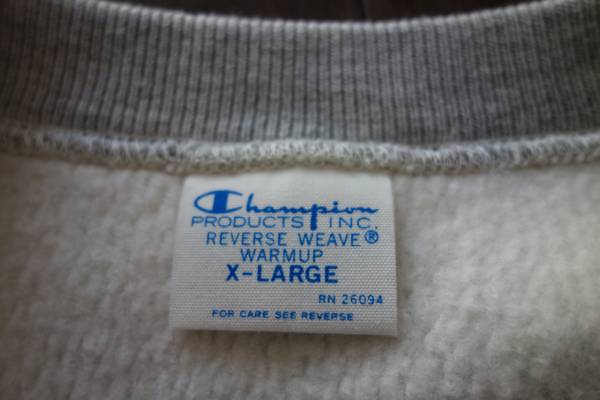 Champion
PRODUCTS INC.
REVERSE WEAVE®
WARMUP
X-LARGE
RN 26094
FOR CARE SEE REVERSE